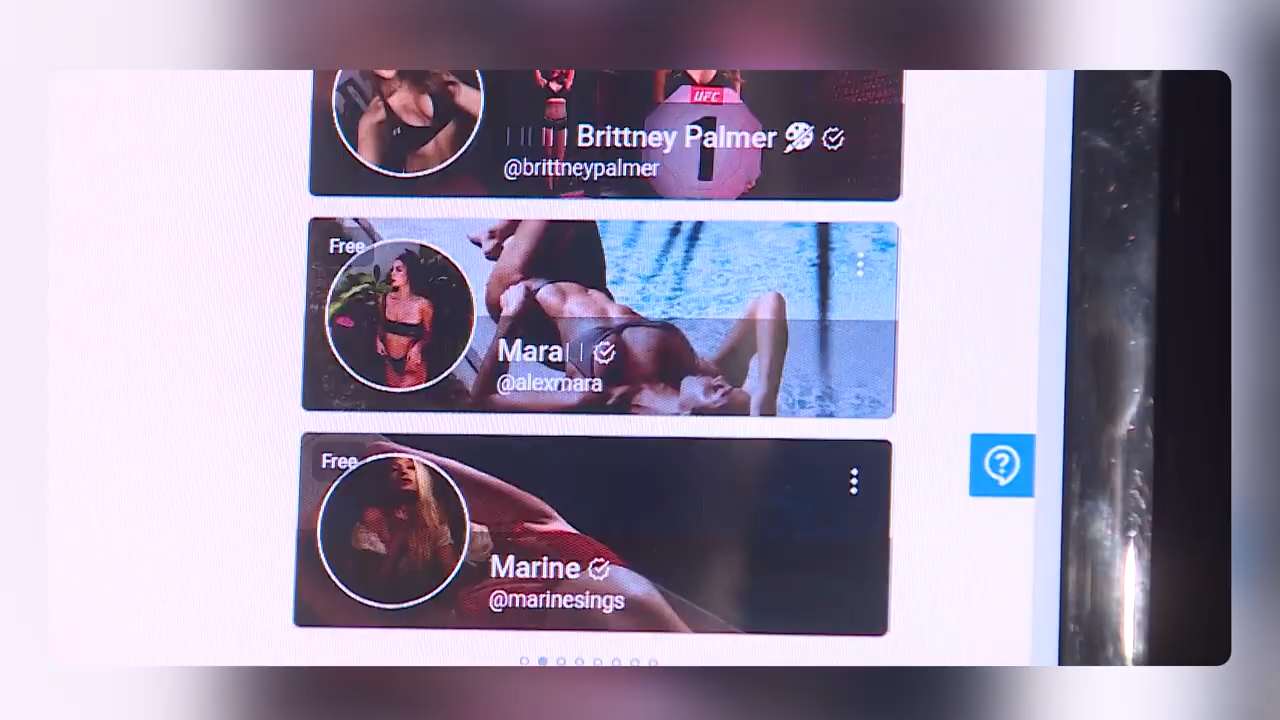 UFC
1
Brittney Palmer
@brittneypalmer
Free
Mara
@alexmara
Free
Marine
@marinesings